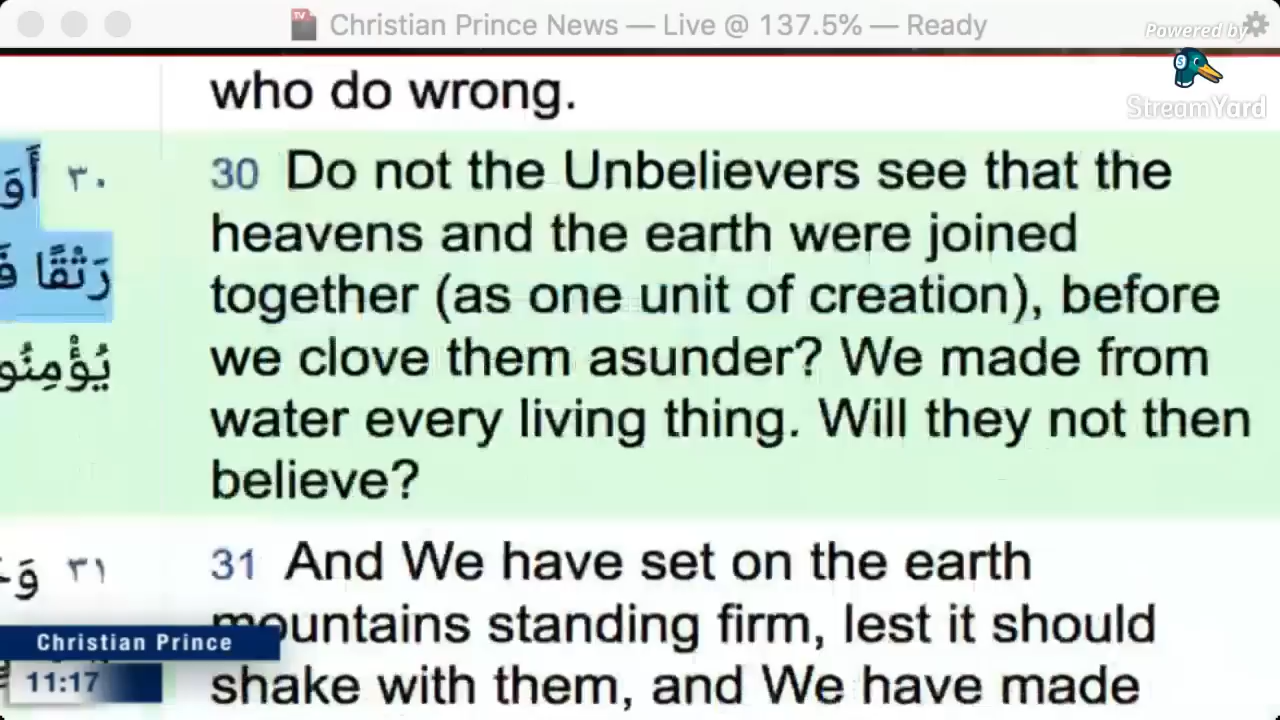 Christian Prince News — Live @ 137.5% — Ready
Powered by
StreamYard
who do wrong.
٣٠
30 Do not the Unbelievers see that the
heavens and the earth were joined
رَتْقًا
together (as one unit of creation), before
we clove them asunder? We made from
water every living thing. Will they not then
believe?
٣١
31 And We have set on the earth
mountains standing firm, lest it should
Christian Prince
11:17
shake with them, and We have made